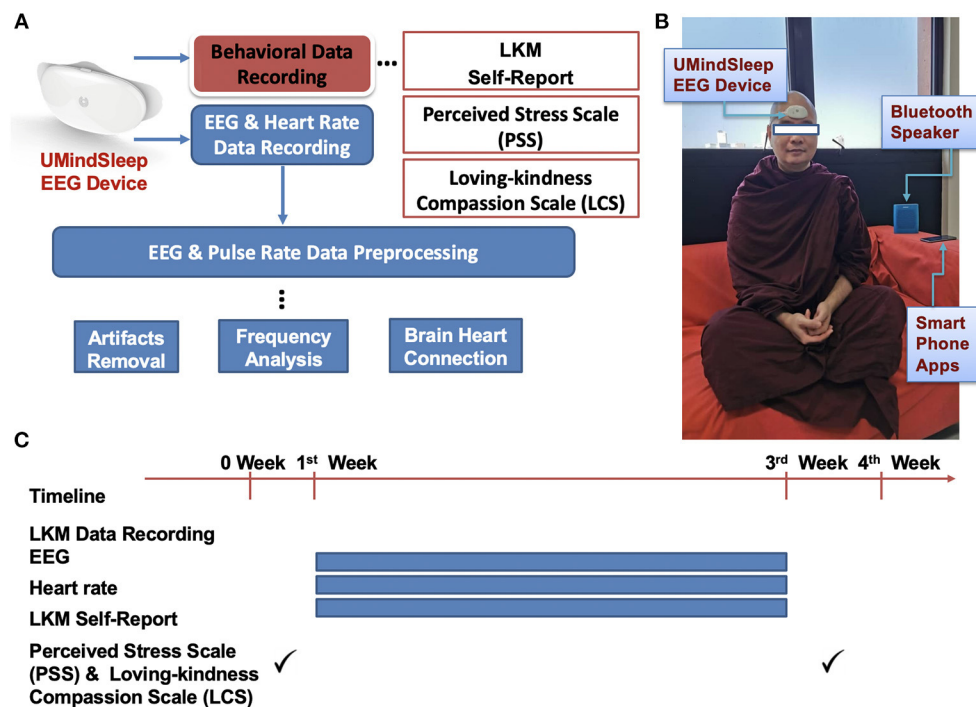 A
Behavioral Data
Recording
...
LKM
Self-Report
EEG & Heart Rate
Data Recording
Perceived Stress Scale
(PSS)
UMindSleep
EEG Device
Loving-kindness
Compassion Scale (LCS)
EEG & Pulse Rate Data Preprocessing
Artifacts
Removal
Frequency
Analysis
Brain Heart
Connection
B
UMindSleep
EEG Device
Bluetooth
Speaker
Smart
Phone
Apps
C
0 Week 1st Week 3rd Week 4th Week
Timeline
LKM Data Recording
EEG
Heart rate
LKM Self-Report
Perceived Stress Scale
(PSS) & Loving-kindness
Compassion Scale (LCS)